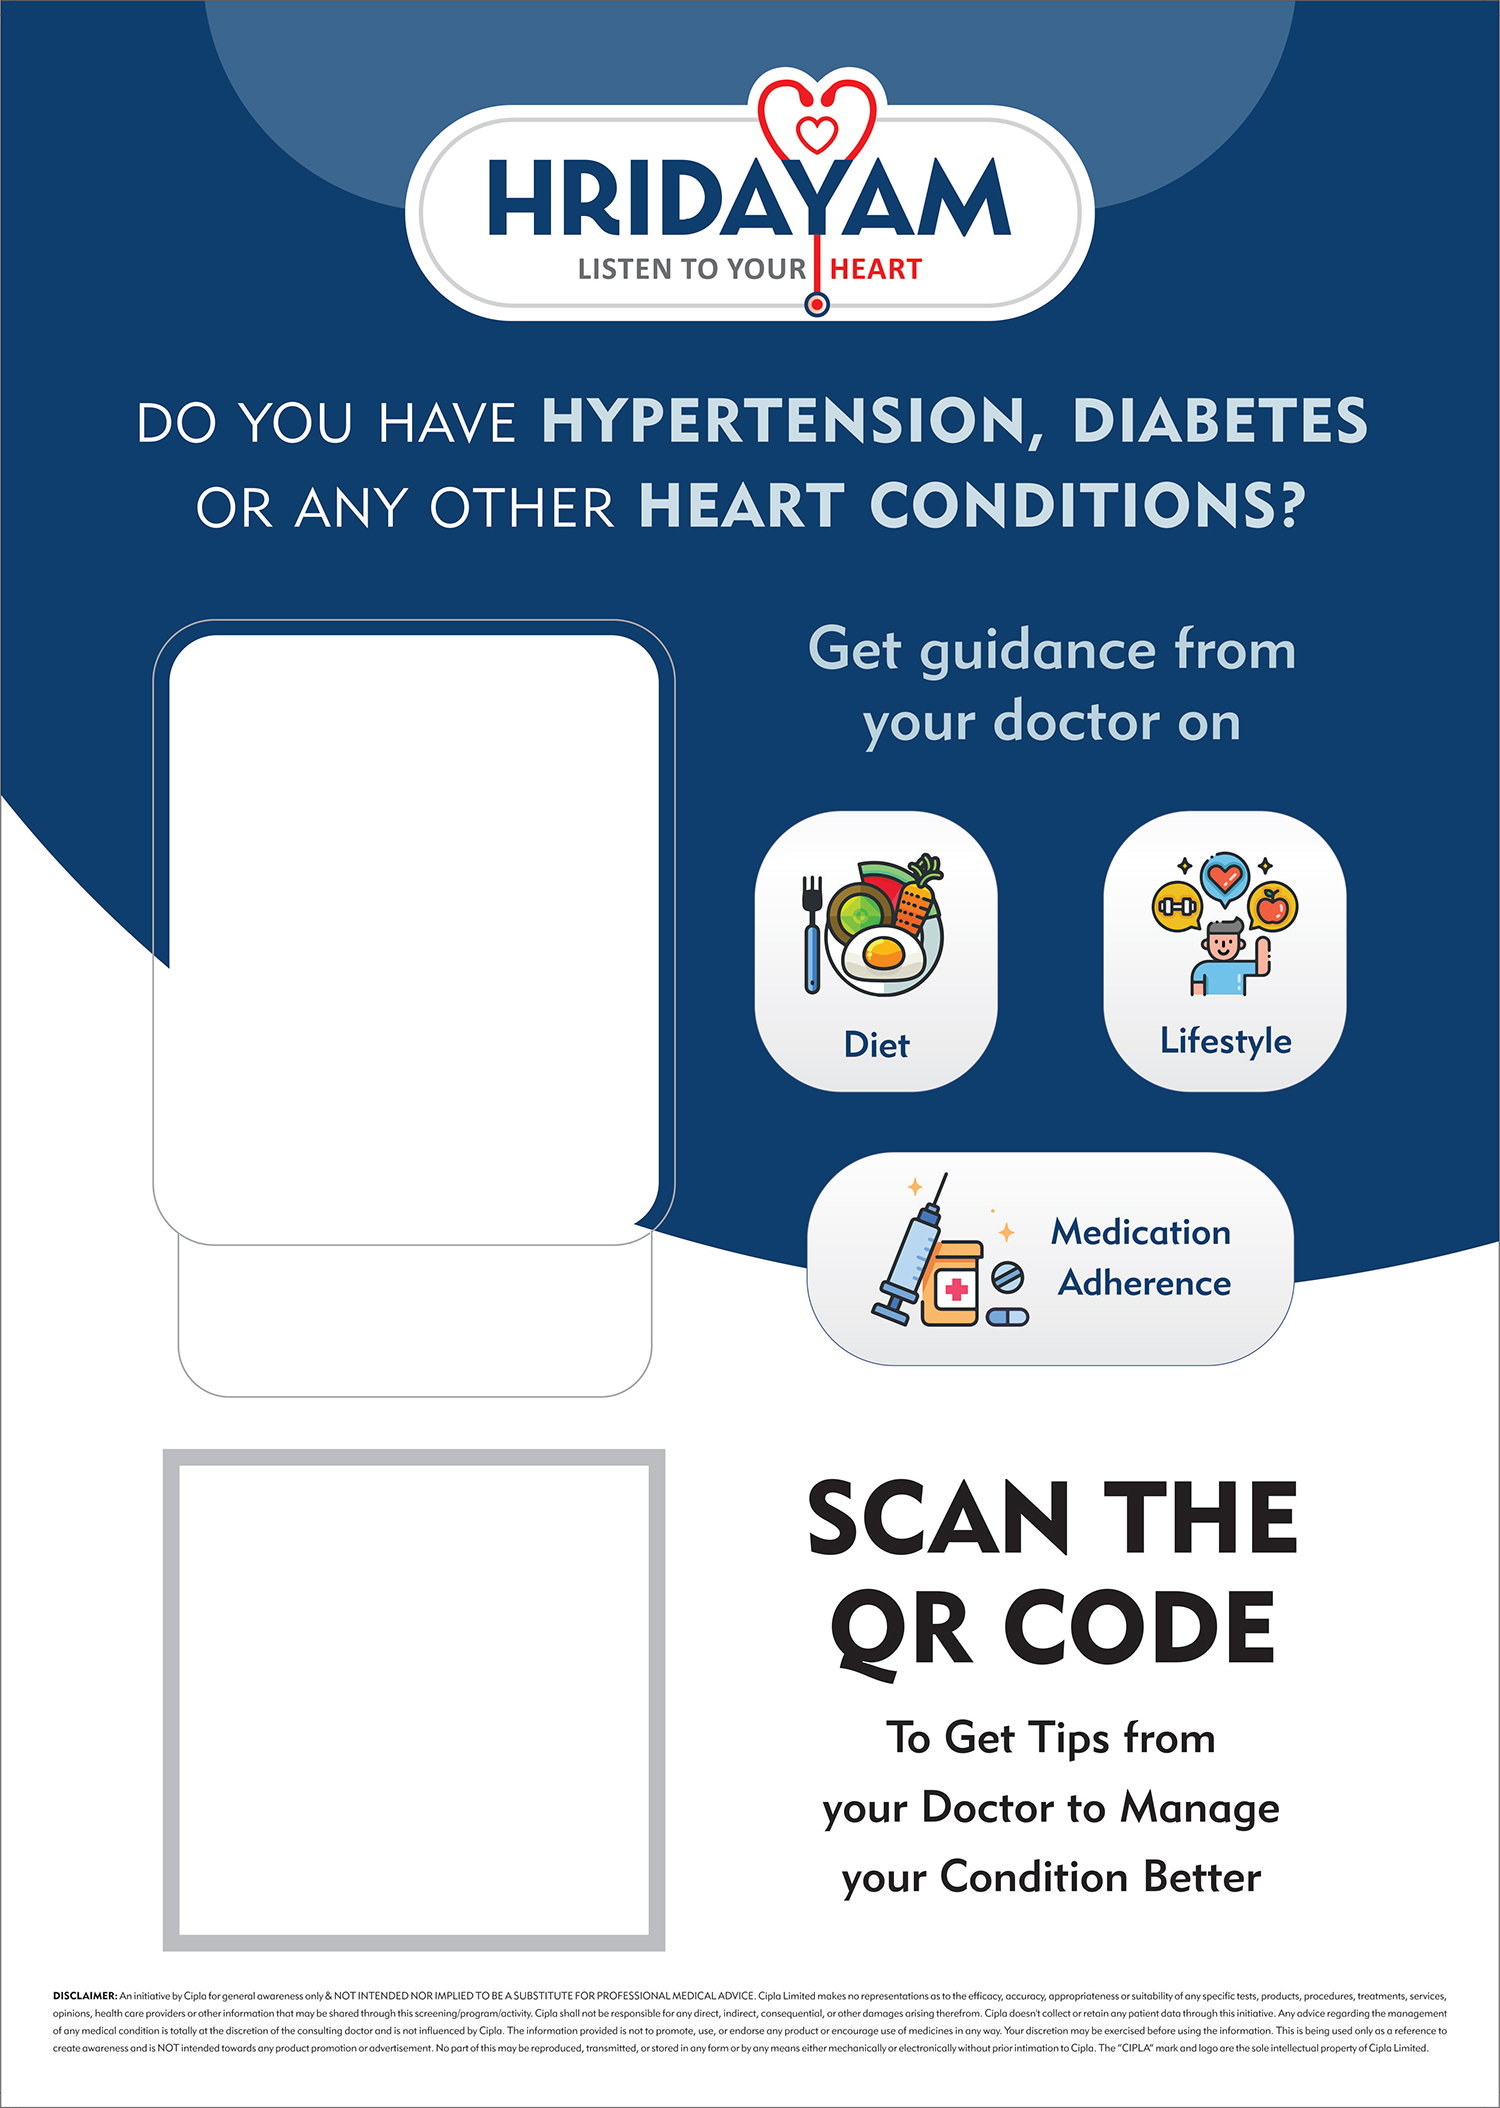 HRIDAYAM
LISTEN TO YOUR HEART
DO YOU HAVE HYPERTENSION, DIABETES
OR ANY OTHER HEART CONDITIONS?
Get guidance from
your doctor on
Diet
Lifestyle
Medication
Adherence
SCAN THE
QR CODE
To Get Tips from
your Doctor to Manage
your Condition Better
DISCLAIMER: An initiative by Cipla for general awareness only & NOT INTENDED NOR IMPLIED TO BE A SUBSTITUTE FOR PROFESSIONAL MEDICAL ADVICE. Cipla Limited makes no representations as to the efficacy, accuracy, appropriateness or suitability of any specific tests, products, procedures, treatments, services,
opinions, health care providers or other information that may be shared through this screening/program/activity. Cipla shall not be responsible for any direct, indirect, consequential, or other damages arising therefrom. Cipla doesn't collect or retain any patient data through this initiative. Any advice regarding the management
of any medical condition is totally at the discretion of the consulting doctor and is not influenced by Cipla. The information provided is not to promote, use, or endorse any product or encourage use of medicines in any way. Your discretion may be exercised before using the information. This is being used only as a reference to
create awareness and is NOT intended towards any product promotion or advertisement. No part of this may be reproduced, transmitted, or stored in any form or by any means either mechanically or electronically without prior intimation to Cipla. The "CIPLA" mark and logo are the sole intellectual property of Cipla Limited.